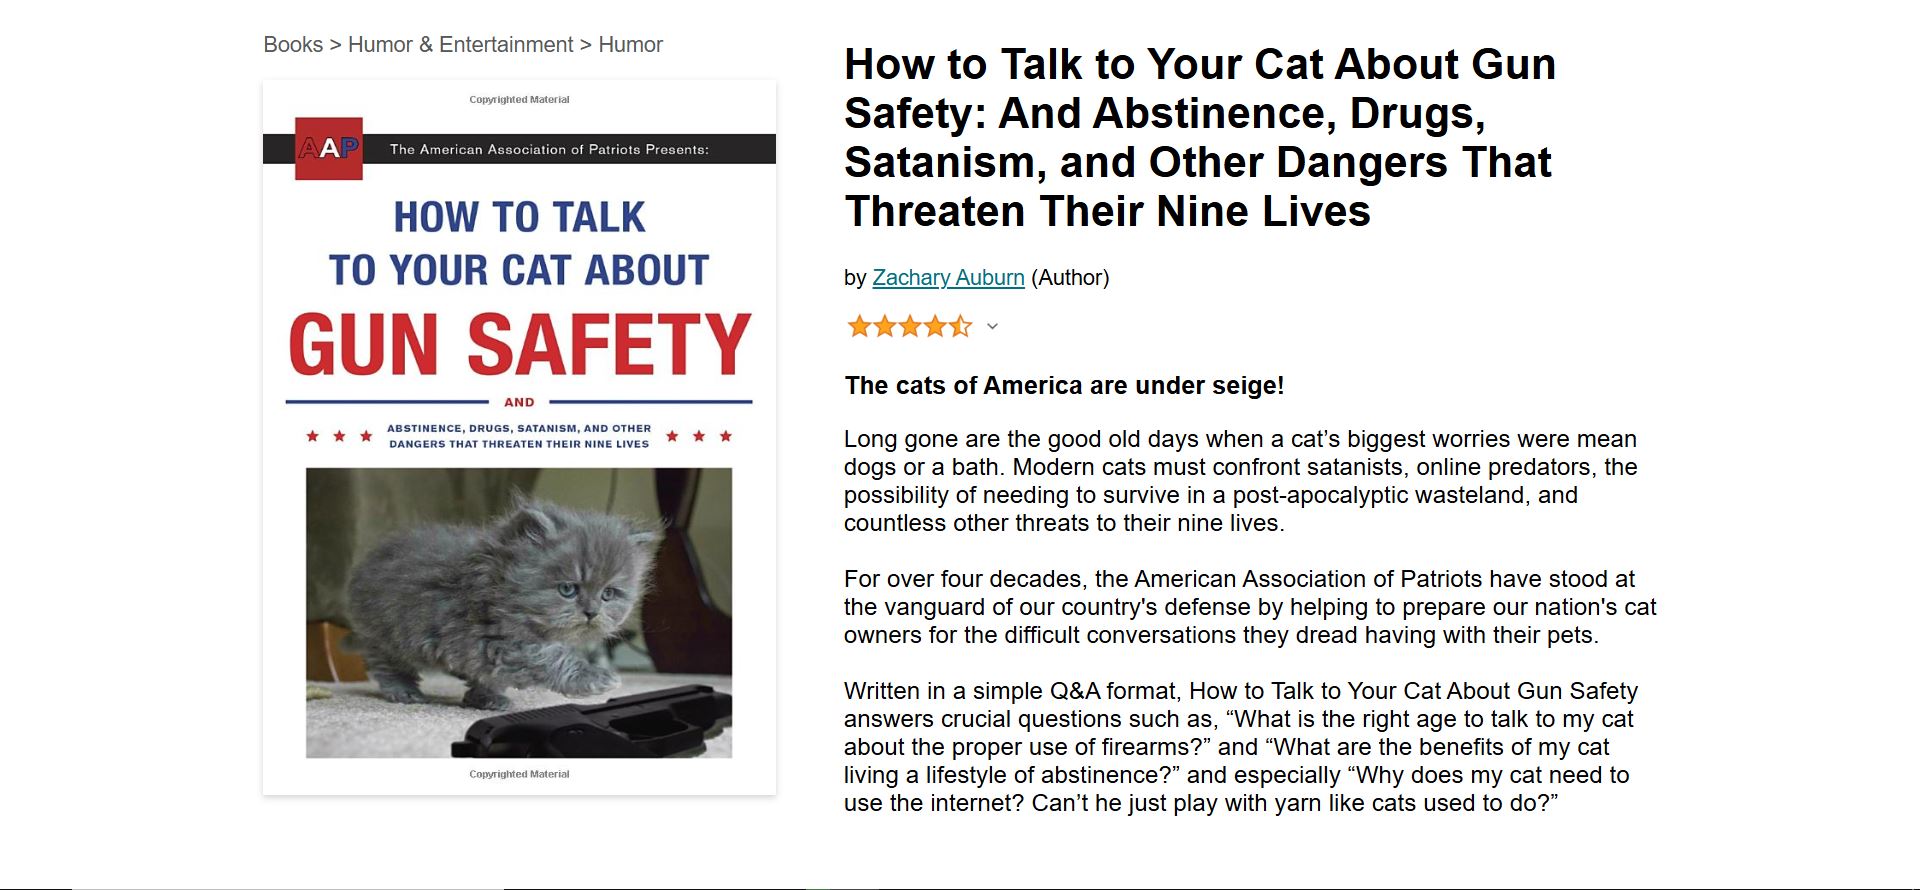 Books > Humor & Entertainment > Humor
Copyrighted Material
AAP
The American Association of Patriots Presents:
HOW TO TALK
TO YOUR CAT ABOUT
GUN SAFETY
AND
ABSTINENCE, DRUGS, SATANISM, AND OTHER
DANGERS THAT THREATEN THEIR NINE LIVES
Copyrighted Material
How to Talk to Your Cat About Gun
Safety: And Abstinence, Drugs,
Satanism, and Other Dangers That
Threaten Their Nine Lives
by Zachary Auburn (Author)
The cats of America are under seige!
Long gone are the good old days when a cat’s biggest worries were mean
dogs or a bath. Modern cats must confront satanists, online predators, the
possibility of needing to survive in a post-apocalyptic wasteland, and
countless other threats to their nine lives.
For over four decades, the American Association of Patriots have stood at
the vanguard of our country's defense by helping to prepare our nation's cat
owners for the difficult conversations they dread having with their pets.
Written in a simple Q&A format, How to Talk to Your Cat About Gun Safety
answers crucial questions such as, “What is the right age to talk to my cat
about the proper use of firearms?” and “What are the benefits of my cat
living a lifestyle of abstinence?” and especially “Why does my cat need to
use the internet? Can’t he just play with yarn like cats used to do?”